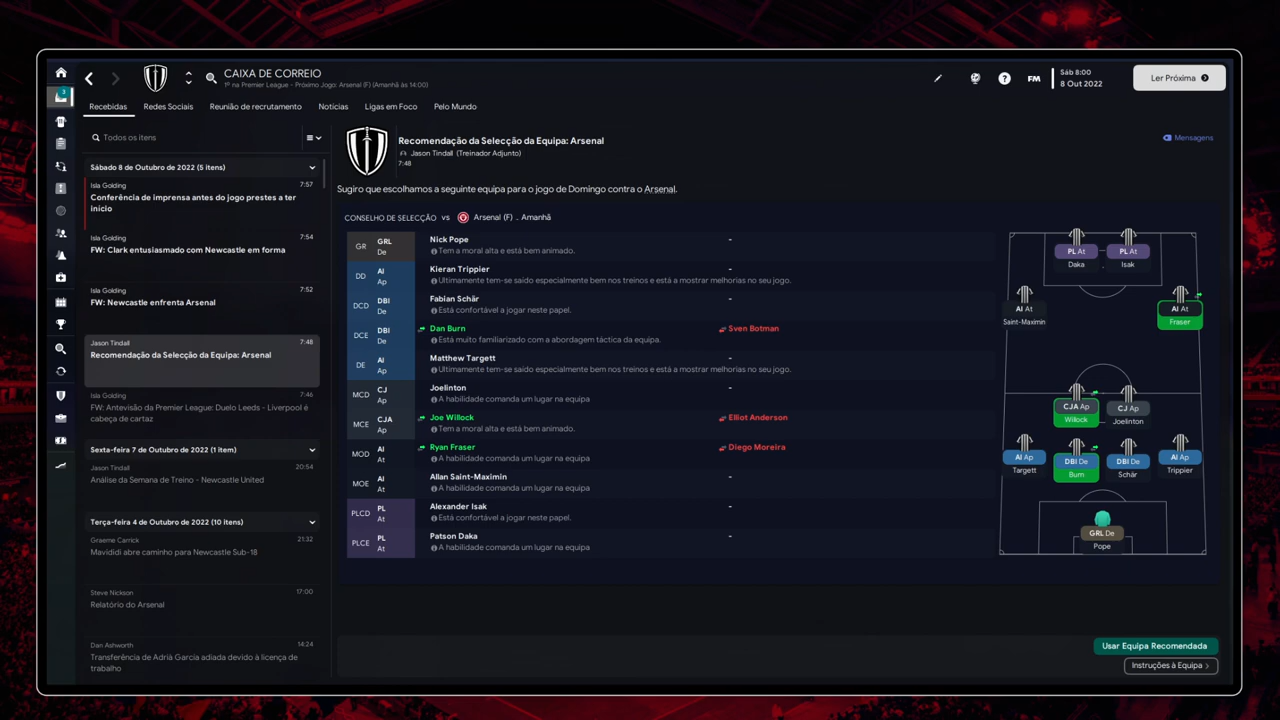 CAIXA DE CORREIO
1º na Premier League - Próximo Jogo: Arsenal (F) (Amanhã às 14:00)
FM
Sáb 8:00
8 Out 2022
Ler Próxima
3
Recebidas
Redes Sociais
Reunião de recrutamento
Notícias
Ligas em Foco
Pelo Mundo
Todos os itens
Sábado 8 de Outubro de 2022 (5 itens)
Isla Golding 7:57
Conferência de imprensa antes do jogo prestes a ter
início
Isla Golding 7:54
FW: Clark entusiasmado com Newcastle em forma
Isla Golding 7:52
FW: Newcastle enfrenta Arsenal
Jason Tindall 7:48
Recomendação da Selecção da Equipa: Arsenal
Isla Golding 7:46
FW: Antevisão da Premier League: Duelo Leeds - Liverpool é
cabeça de cartaz
Sexta-feira 7 de Outubro de 2022 (1 item)
Jason Tindall 20:54
Análise da Semana de Treino - Newcastle United
Terça-feira 4 de Outubro de 2022 (10 itens)
Graeme Carrick 21:32
Mavididi abre caminho para Newcastle Sub-18
Steve Nickson 17:00
Relatório do Arsenal
Dan Ashworth 14:24
Transferência de Adrià García adiada devido à licença de
trabalho
Recomendação da Selecção da Equipa: Arsenal
Jason Tindall (Treinador Adjunto)
7:48
Mensagens
Sugiro que escolhamos a seguinte equipa para o jogo de Domingo contra o Arsenal.
CONSELHO DE SELECÇÃO vs Arsenal (F) . Amanhã
GR GRL De Nick Pope -
Tem a moral alta e está bem animado.
DD AI Ap Kieran Trippier -
Ultimamente tem-se saído especialmente bem nos treinos e está a mostrar melhorias no seu jogo.
DCD DBI De Fabian Schär -
Está confortável a jogar neste papel.
DCE DBI De Dan Burn Sven Botman
Está muito familiarizado com a abordagem táctica da equipa.
DE AI Ap Matthew Targett -
Ultimamente tem-se saído especialmente bem nos treinos e está a mostrar melhorias no seu jogo.
MCD CJ Ap Joelinton -
A habilidade comanda um lugar na equipa
MCE CJA Ap Joe Willock Elliot Anderson
Tem a moral alta e está bem animado.
MOD AI At Ryan Fraser Diego Moreira
A habilidade comanda um lugar na equipa
MOE AI At Allan Saint-Maximin -
A habilidade comanda um lugar na equipa
PLCD PL At Alexander Isak -
Está confortável a jogar neste papel.
PLCE PL At Patson Daka -
A habilidade comanda um lugar na equipa
PL At PL At
Daka Isak
AI At AI At
Saint-Maximin Fraser
CJA Ap CJ Ap
Willock Joelinton
AI Ap DBI De DBI De AI Ap
Targett Burn Schär Trippier
GRL De
Pope
Usar Equipa Recomendada
Instruções à Equipa